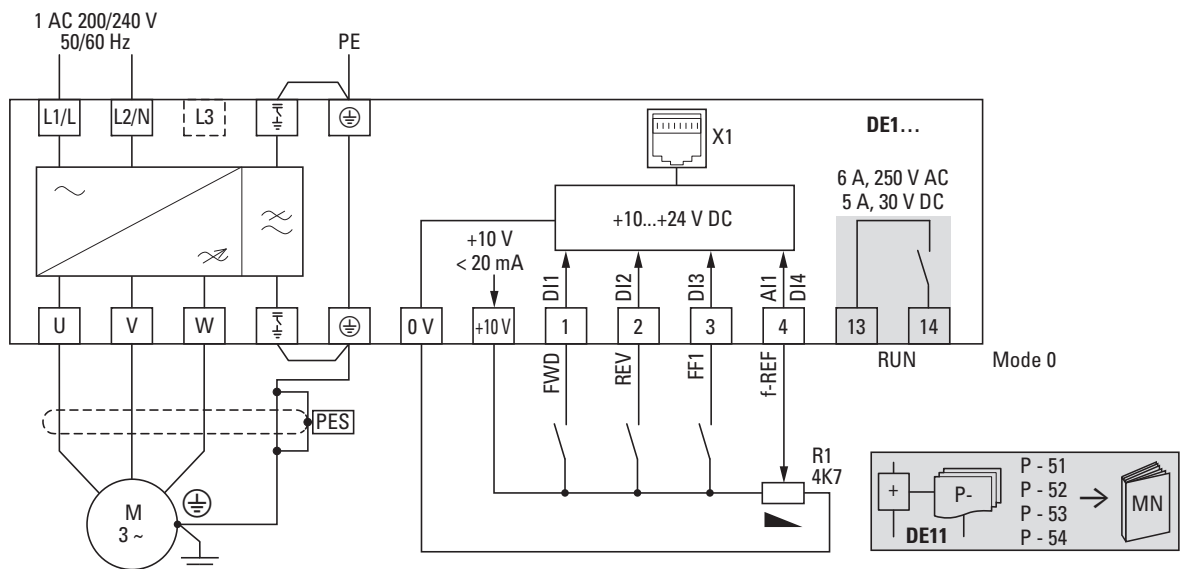 1 AC 200/240 V
50/60 Hz
PE
L1/L
L2/N
L3
X1
DE1…
6 A, 250 V AC
5 A, 30 V DC
+10...+24 V DC
+10 V
< 20 mA
DI1
DI2
DI3
AI1
DI4
U
V
W
0 V
+10 V
1
2
3
4
13
14
RUN
Mode 0
FWD
REV
FF1
f-REF
PES
R1
4K7
M
3 ~
+
P-
DE11
P - 51
P - 52
P - 53
P - 54
MN